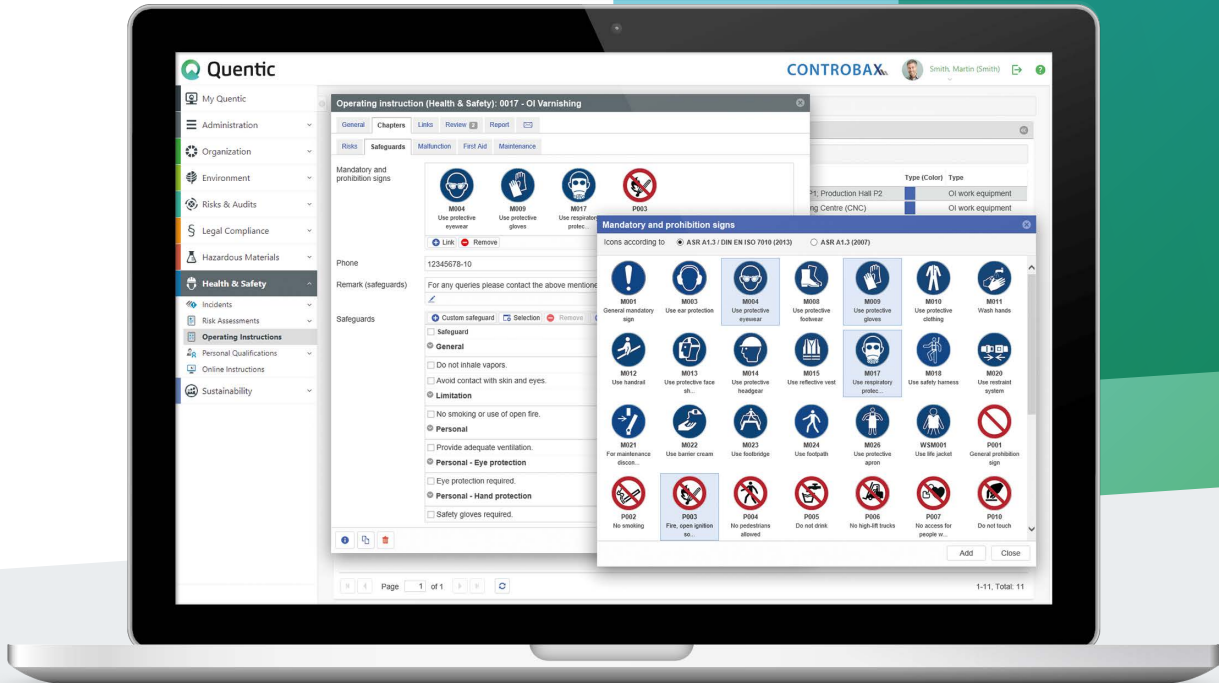 Quentic
CONTROBAX
Smith, Martin (Smith)
My Quentic
Administration
Organization
Environment
Risks & Audits
Legal Compliance
Hazardous Materials
Health & Safety
Incidents
Risk Assessments
Operating Instructions
Personal Qualifications
Online Instructions
Sustainability
Operating instruction (Health & Safety): 0017 - OI Varnishing
General Chapters Links Review 2 Report
Risks Safeguards Malfunction First Aid Maintenance
Mandatory and
prohibition signs
M004 M009 M017 P003
Use protective Use protective Use respiratory
eyewear gloves protec...
Link Remove
Phone 12345678-10
Remark (safeguards) For any queries please contact the above mentione
Safeguards Custom safeguard Selection Remove
Safeguard
General
Do not inhale vapors.
Avoid contact with skin and eyes.
Limitation
No smoking or use of open fire.
Personal
Provide adequate ventilation.
Personal - Eye protection
Eye protection required.
Personal - Hand protection
Safety gloves required.
Type (Color) Type
P1; Production Hall P2 OI work equipment
ng Centre (CNC) OI work equipment
Mandatory and prohibition signs
Icons according to ASR A1.3 / DIN EN ISO 7010 (2013) ASR A1.3 (2007)
M001 M003 M004 M008 M009 M010 M011
General mandatory Use ear protection Use protective Use protective Use protective Use protective Wash hands
sign eyewear footwear gloves clothing
M012 M013 M014 M015 M017 M018 M020
Use handrail Use protective face Use protective Use reflective vest Use respiratory Use safety harness Use restraint
sh... headgear protec... system
M021 M022 M023 M024 M026 WSM001 P001
For maintenance Use barrier cream Use footbridge Use footpath Use protective Use life jacket General prohibition
discon... apron sign
P002 P003 P004 P005 P006 P007 P010
No smoking Fire, open ignition No pedestrians Do not drink No high-lift trucks No access for Do not touch
so... allowed people w...
Add Close
Page 1 of 1
1-11, Total: 11